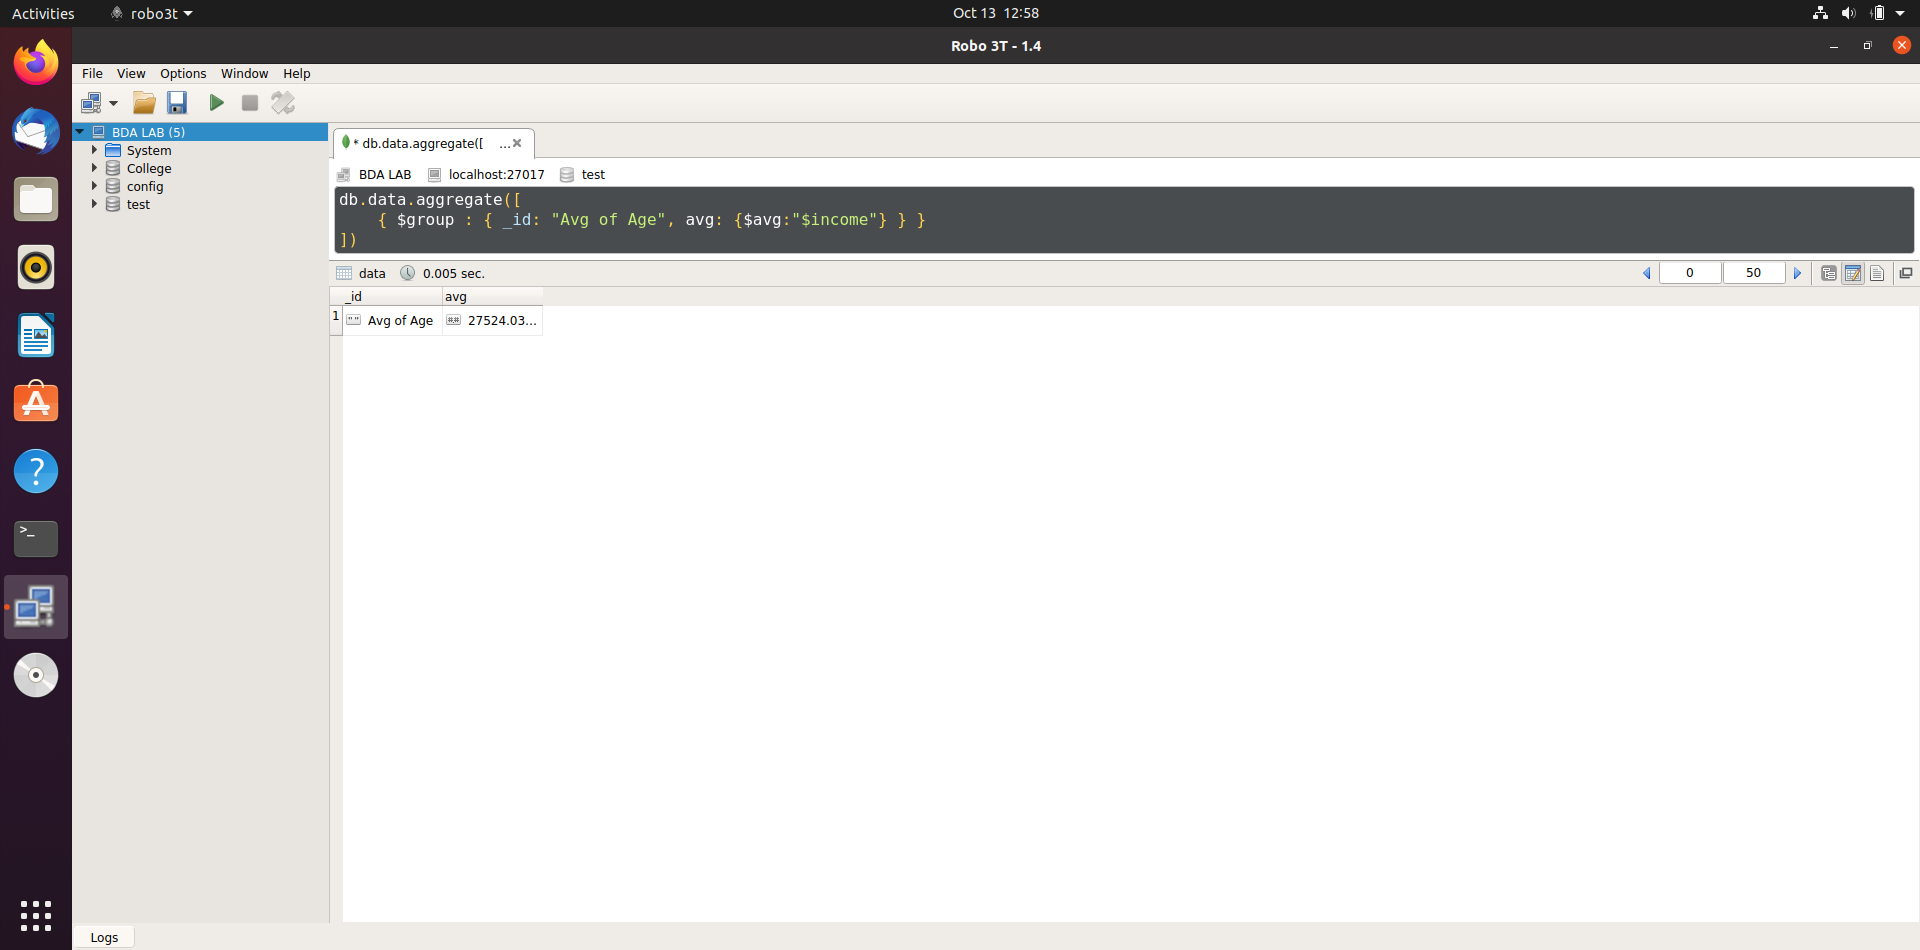 Activities robo3t Oct 13 12:58
Robo 3T - 1.4
File View Options Window Help
BDA LAB (5)
System
College
config
test
* db.data.aggregate([ ...
BDA LAB localhost:27017 test
db.data.aggregate([
{ $group : { _id: "Avg of Age", avg: {$avg:"$income"} } }
])
data 0.005 sec. 0 50
_id avg
1 "" Avg of Age ## 27524.03...
Logs